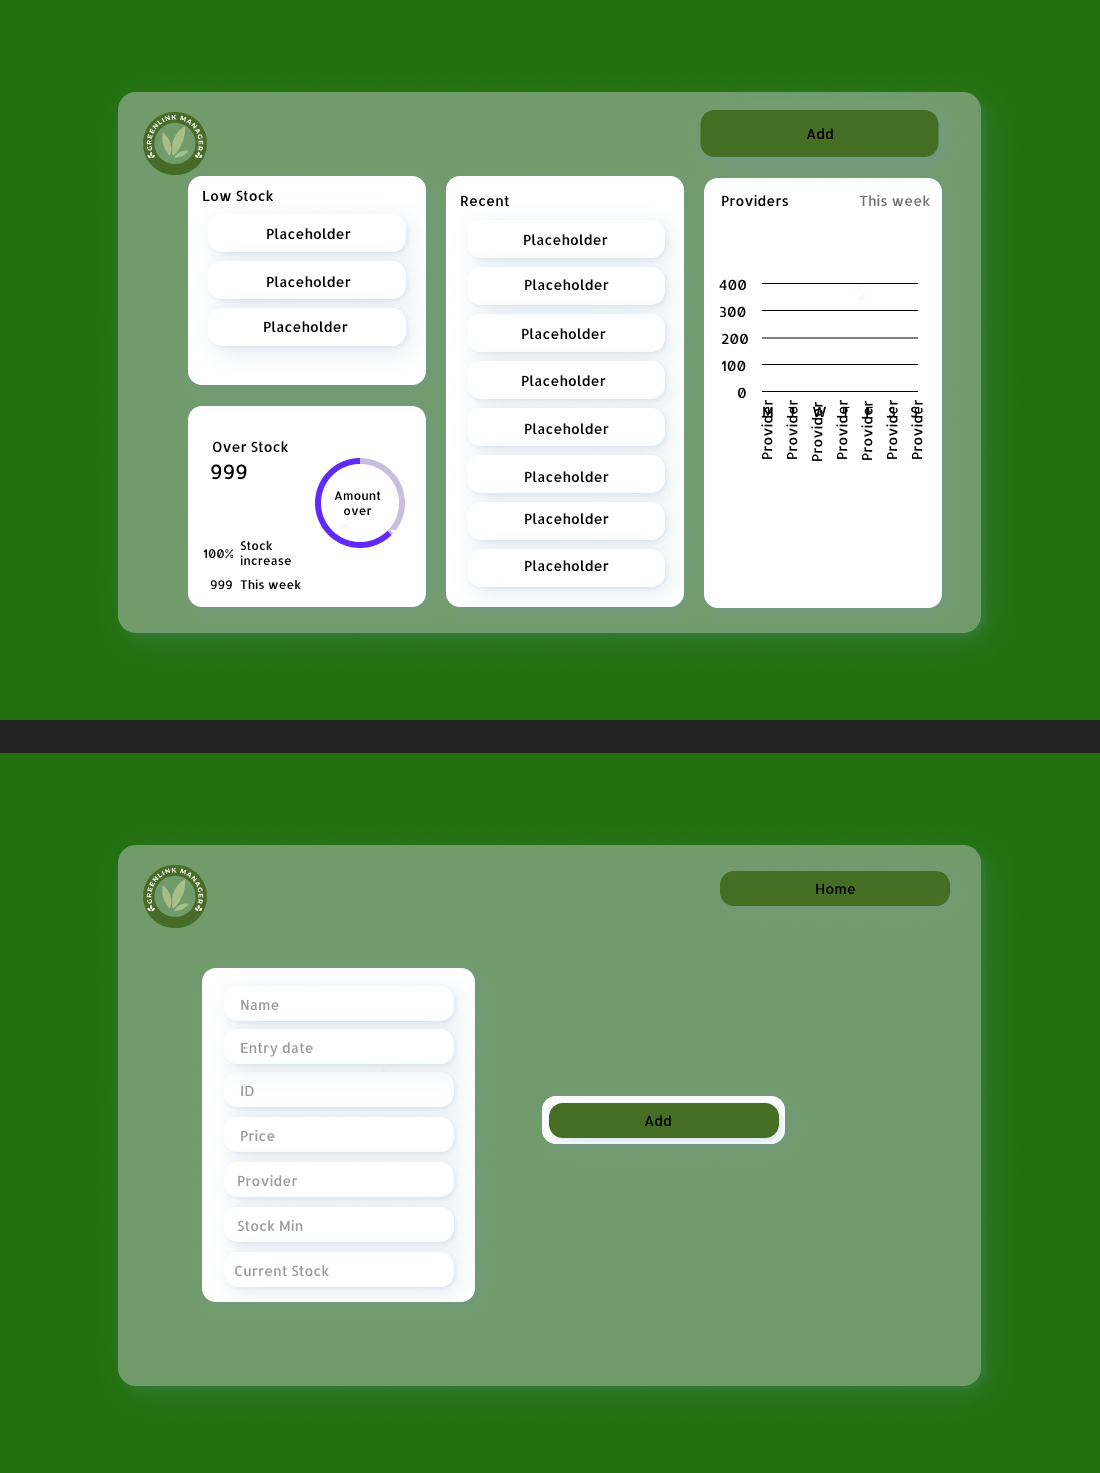 GREENLINK MANAGER
Add
Low Stock
Placeholder
Placeholder
Placeholder
Over Stock
999
Amount
over
100% Stock
increase
999 This week
Recent
Placeholder
Placeholder
Placeholder
Placeholder
Placeholder
Placeholder
Placeholder
Placeholder
Providers This week
400
300
200
100
0
M W
Provider
Provider
Provider
Provider
Provider
Provider
Provider
GREENLINK MANAGER
Home
Name
Entry date
ID
Price
Provider
Stock Min
Current Stock
Add